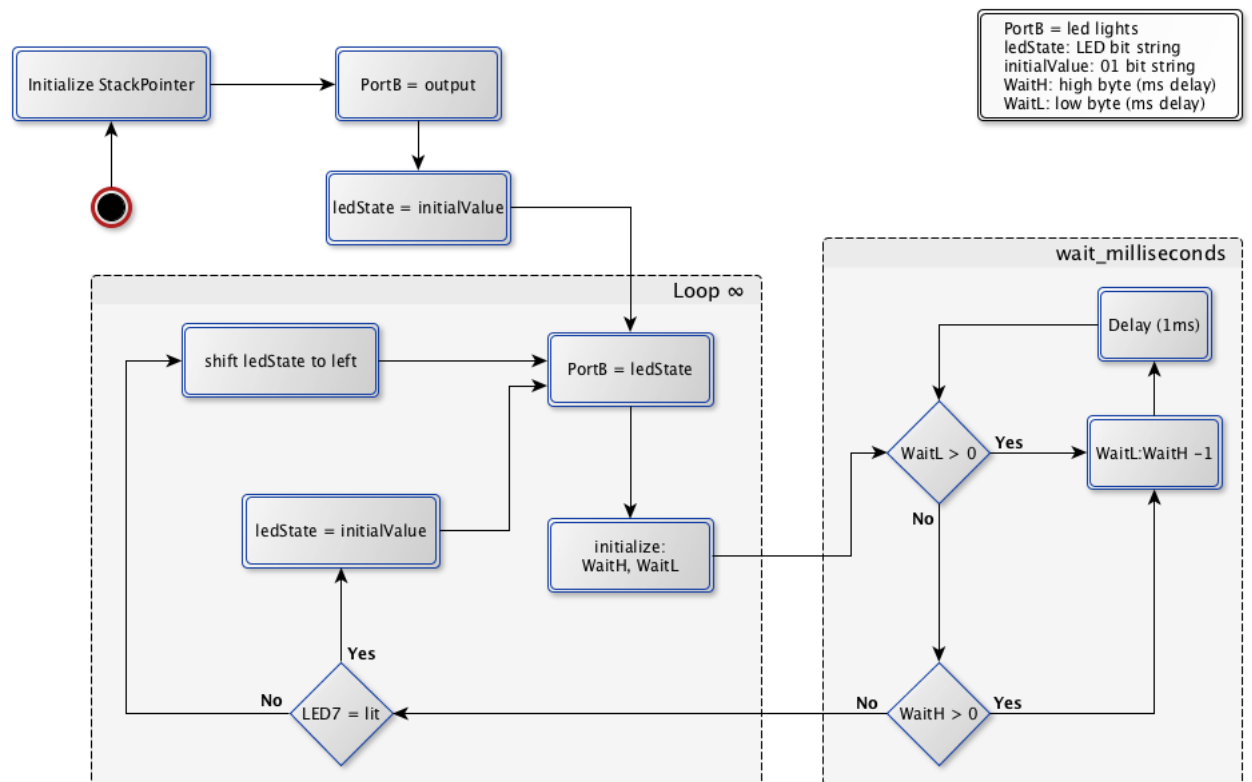 PortB = led lights
ledState: LED bit string
initialValue: 01 bit string
WaitH: high byte (ms delay)
WaitL: low byte (ms delay)
Initialize StackPointer
PortB = output
ledState = initialValue
Loop ∞
shift ledState to left
PortB = ledState
ledState = initialValue
initialize:
WaitH, WaitL
Yes
No
LED7 = lit
wait_milliseconds
Delay (1ms)
WaitL > 0
Yes
WaitL:WaitH -1
No
No
WaitH > 0
Yes